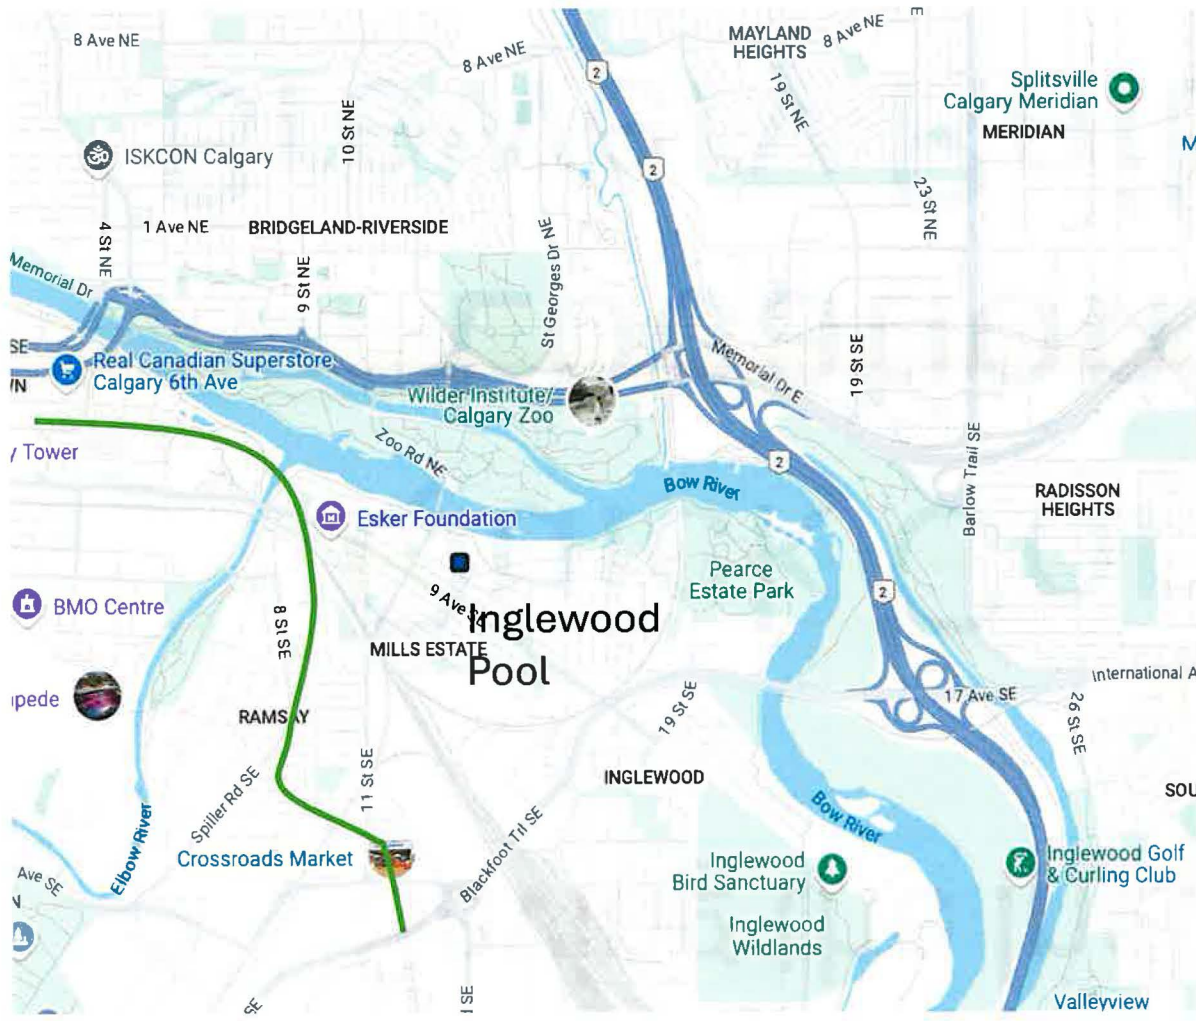 8 Ave NE
8 Ave NE
MAYLAND
HEIGHTS
8 Ave NE
E
2
Splitsville
Calgary Meridian
MERIDIAN
M
19 St NE
10 St NE
ISKCON Calgary
2
23 St NE
4 St NE
1 Ave NE
BRIDGELAND-RIVERSIDE
St Georges Dr NE
9 St NE
Memorial Dr
SE
VN
Real Canadian Superstore
Calgary 6th Ave
Wilder Institute/
Calgary Zoo
Memorial Dr E
19 St SE
Barlow Trail SE
y Tower
Zoo Rd NE
2
Bow River
RADISSON
HEIGHTS
Esker Foundation
Pearce
Estate Park
2
BMO Centre
8 St SE
9 Ave SE
Inglewood
Pool
MILLS ESTATE
International A
17 Ave SE
26 St SE
19 St SE
npede
RAMSAY
11 St SE
INGLEWOOD
SOU
Spiller Rd SE
Elbow River
Bow River
Crossroads Market
Blackfoot Trl SE
Inglewood
Bird Sanctuary
Inglewood Golf
& Curling Club
Ave SE
N
Inglewood
Wildlands
SE
SE
Valleyview